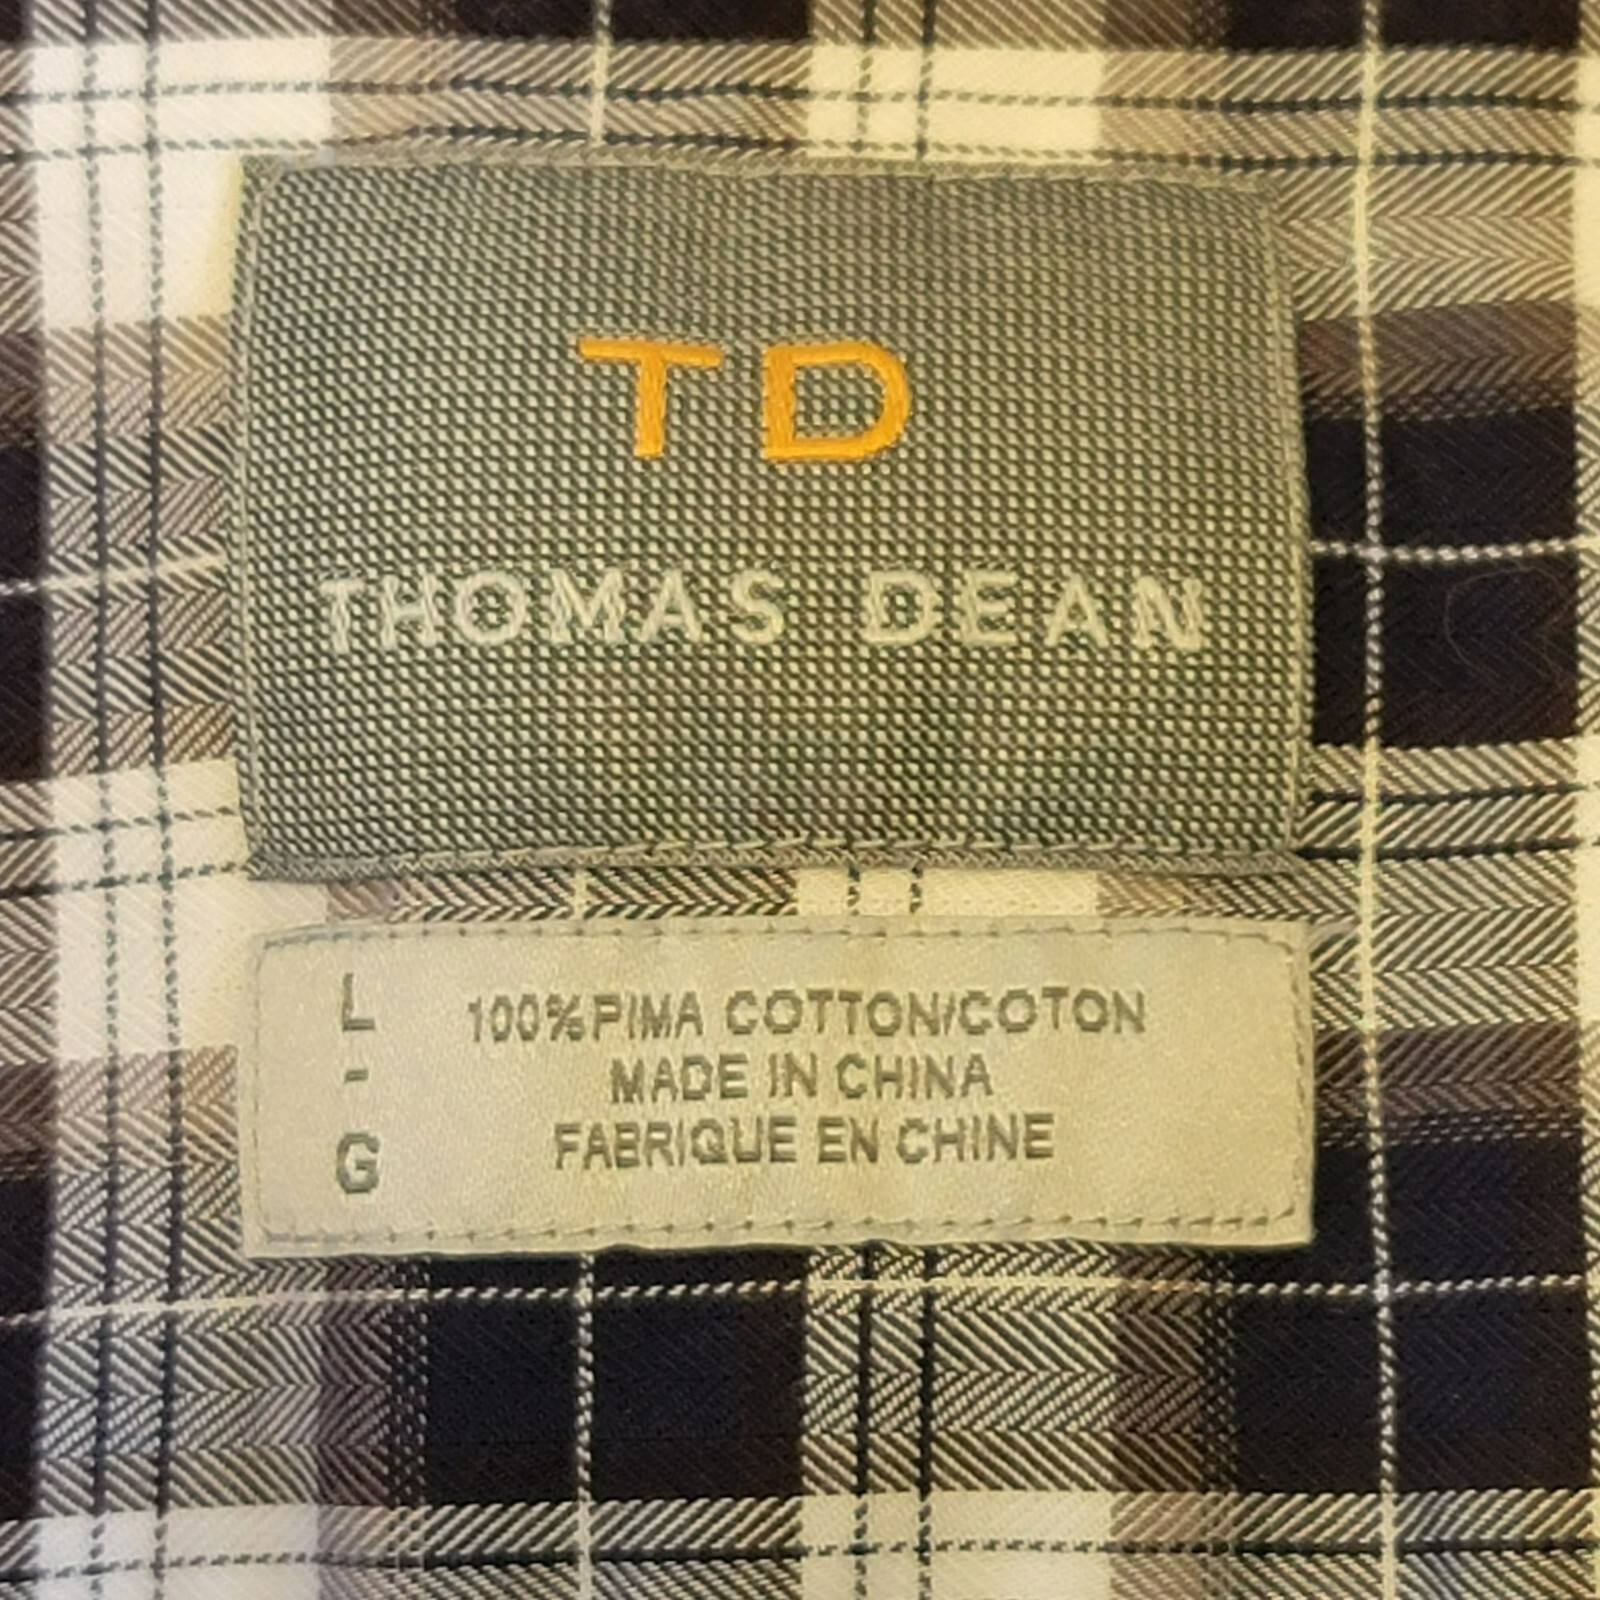 TD
THOMAS DEAN
L
-
G
100%PIMA COTTON/COTON
MADE IN CHINA
FABRIQUE EN CHINE